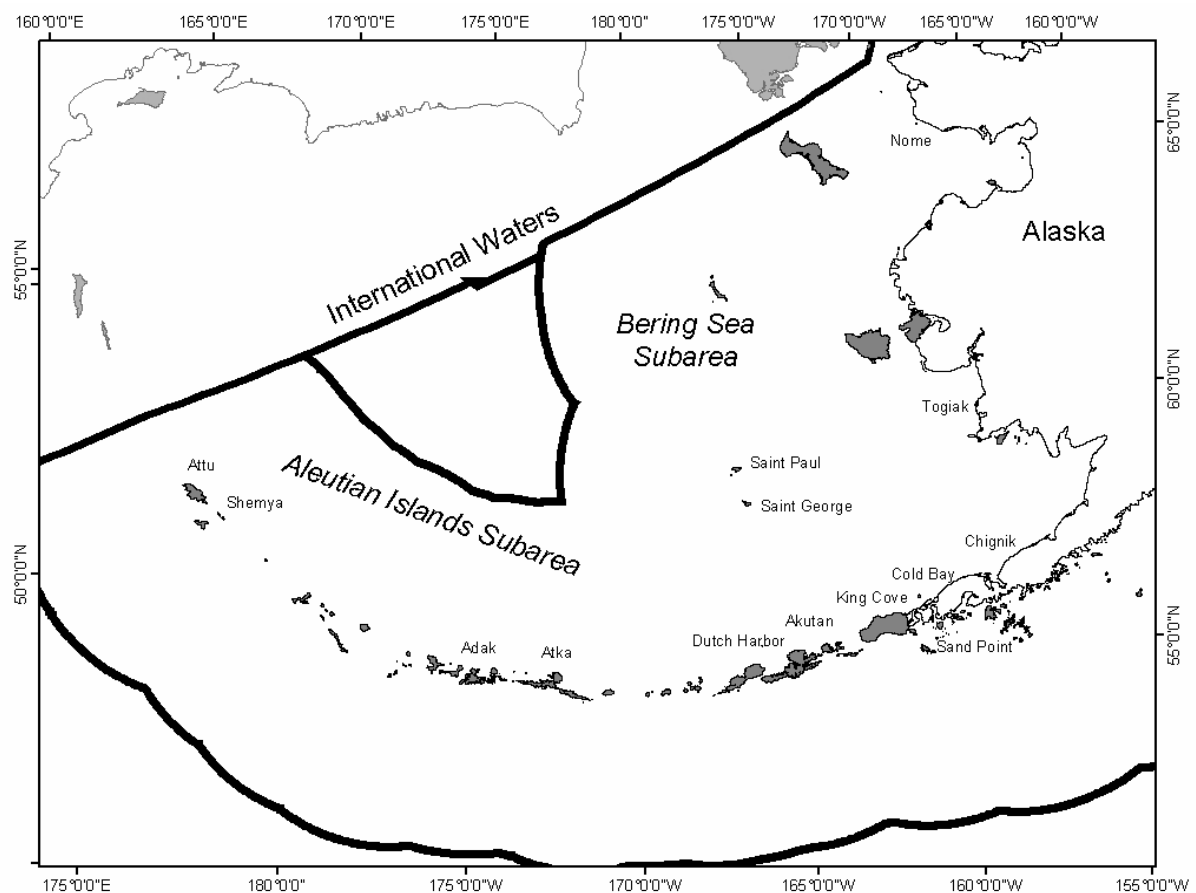 160°0'0"E 165°0'0"E 170°0'0"E 175°0'0"E 180°0'0" 175°0'0"W 170°0'0"W 165°0'0"W 160°0'0"W
65°0'0"N
Nome
International Waters
Alaska
55°0'0"N
Bering Sea
Subarea
60°0'0"N
Togiak
Attu
Aleutian Islands Subarea
Saint Paul
Shemya
Saint George
Chignik
50°0'0"N
Cold Bay
King Cove
Akutan
Dutch Harbor
Sand Point
55°0'0"N
Adak
Atka
175°0'0"E 180°0'0" 175°0'0"W 170°0'0"W 165°0'0"W 160°0'0"W 155°0'0"W